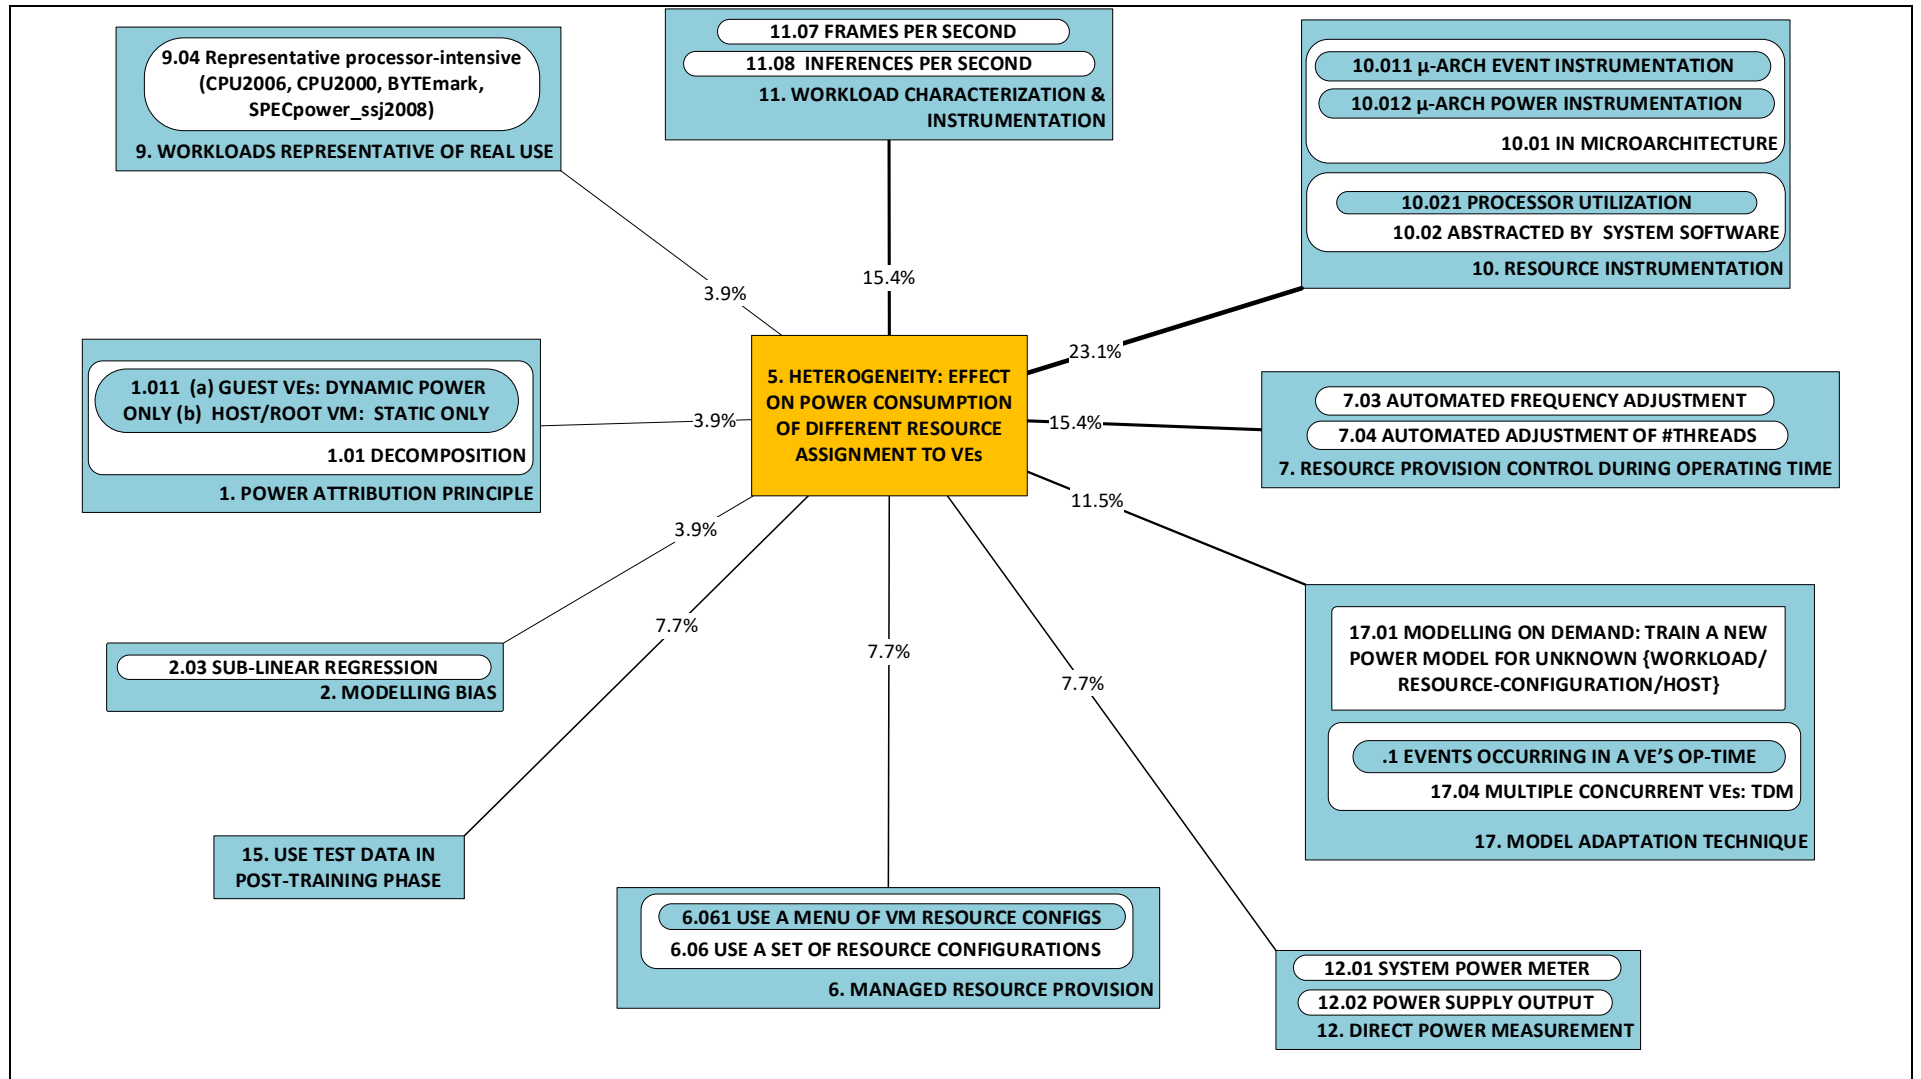 9.04 Representative processor-intensive
(CPU2006, CPU2000, BYTEmark,
SPECpower_ssj2008)
9. WORKLOADS REPRESENTATIVE OF REAL USE
11.07 FRAMES PER SECOND
11.08 INFERENCES PER SECOND
11. WORKLOAD CHARACTERIZATION &
INSTRUMENTATION
10.011 µ-ARCH EVENT INSTRUMENTATION
10.012 µ-ARCH POWER INSTRUMENTATION
10.01 IN MICROARCHITECTURE
10.021 PROCESSOR UTILIZATION
10.02 ABSTRACTED BY SYSTEM SOFTWARE
10. RESOURCE INSTRUMENTATION
3.9%
15.4%
23.1%
1.011 (a) GUEST VEs: DYNAMIC POWER
ONLY (b) HOST/ROOT VM: STATIC ONLY
1.01 DECOMPOSITION
1. POWER ATTRIBUTION PRINCIPLE
3.9%
5. HETEROGENEITY: EFFECT
ON POWER CONSUMPTION
OF DIFFERENT RESOURCE
ASSIGNMENT TO VEs
15.4%
7.03 AUTOMATED FREQUENCY ADJUSTMENT
7.04 AUTOMATED ADJUSTMENT OF #THREADS
7. RESOURCE PROVISION CONTROL DURING OPERATING TIME
3.9%
11.5%
2.03 SUB-LINEAR REGRESSION
2. MODELLING BIAS
7.7%
7.7%
7.7%
17.01 MODELLING ON DEMAND: TRAIN A NEW
POWER MODEL FOR UNKNOWN {WORKLOAD/
RESOURCE-CONFIGURATION/HOST}
.1 EVENTS OCCURRING IN A VE’S OP-TIME
17.04 MULTIPLE CONCURRENT VEs: TDM
17. MODEL ADAPTATION TECHNIQUE
15. USE TEST DATA IN
POST-TRAINING PHASE
6.061 USE A MENU OF VM RESOURCE CONFIGS
6.06 USE A SET OF RESOURCE CONFIGURATIONS
6. MANAGED RESOURCE PROVISION
12.01 SYSTEM POWER METER
12.02 POWER SUPPLY OUTPUT
12. DIRECT POWER MEASUREMENT